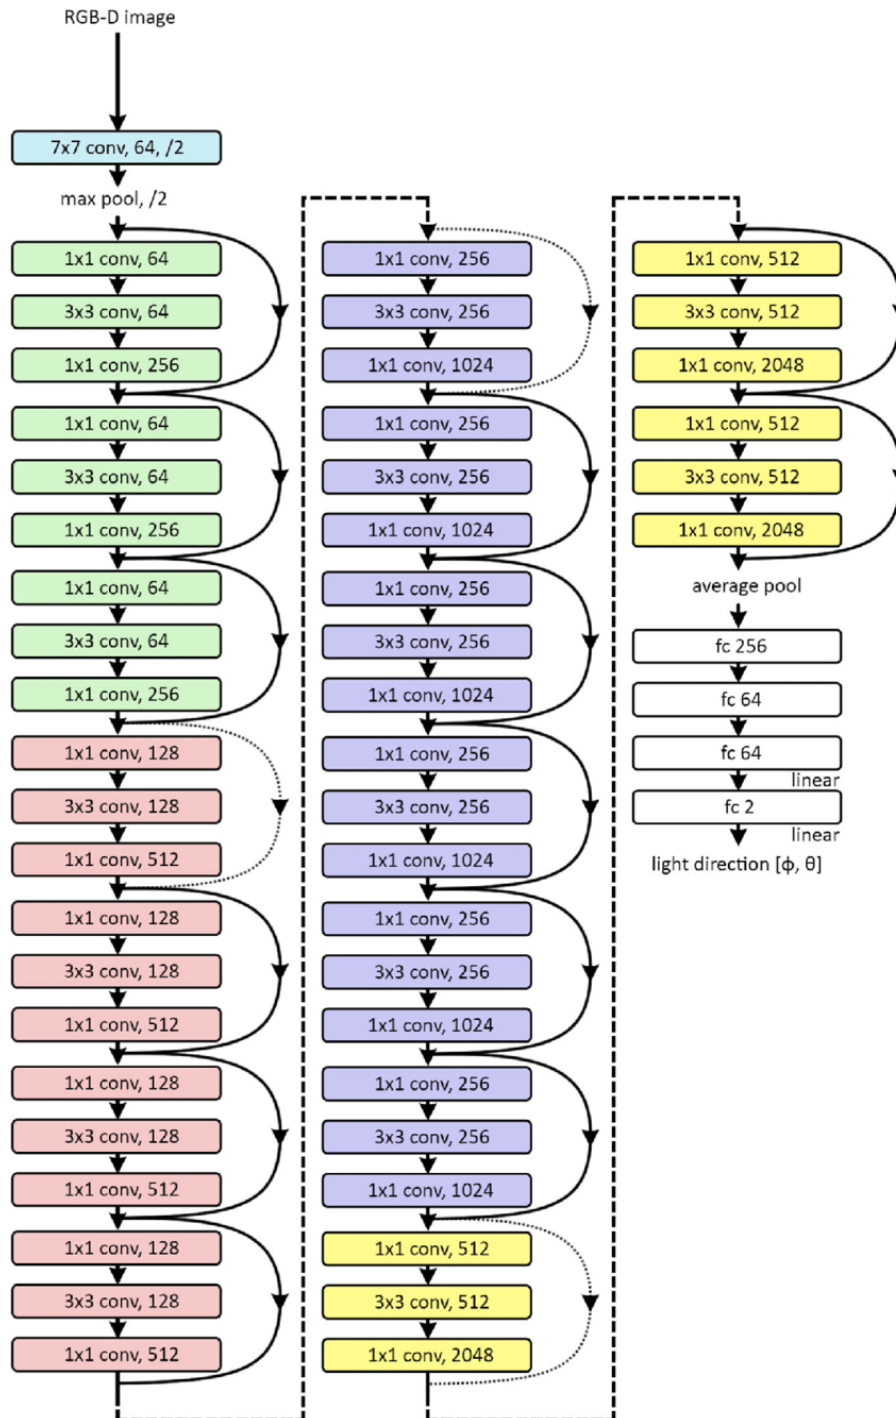 RGB-D image
7x7 conv, 64, /2
max pool, /2
1x1 conv, 64
3x3 conv, 64
1x1 conv, 256
1x1 conv, 64
3x3 conv, 64
1x1 conv, 256
1x1 conv, 64
3x3 conv, 64
1x1 conv, 256
1x1 conv, 128
3x3 conv, 128
1x1 conv, 512
1x1 conv, 128
3x3 conv, 128
1x1 conv, 512
1x1 conv, 128
3x3 conv, 128
1x1 conv, 512
1x1 conv, 128
3x3 conv, 128
1x1 conv, 512
1x1 conv, 256
3x3 conv, 256
1x1 conv, 1024
1x1 conv, 256
3x3 conv, 256
1x1 conv, 1024
1x1 conv, 256
3x3 conv, 256
1x1 conv, 1024
1x1 conv, 256
3x3 conv, 256
1x1 conv, 1024
1x1 conv, 256
3x3 conv, 256
1x1 conv, 1024
1x1 conv, 256
3x3 conv, 256
1x1 conv, 1024
1x1 conv, 512
3x3 conv, 512
1x1 conv, 2048
1x1 conv, 512
3x3 conv, 512
1x1 conv, 2048
1x1 conv, 512
3x3 conv, 512
1x1 conv, 2048
average pool
fc 256
fc 64
fc 64
linear
fc 2
linear
light direction [ϕ, θ]